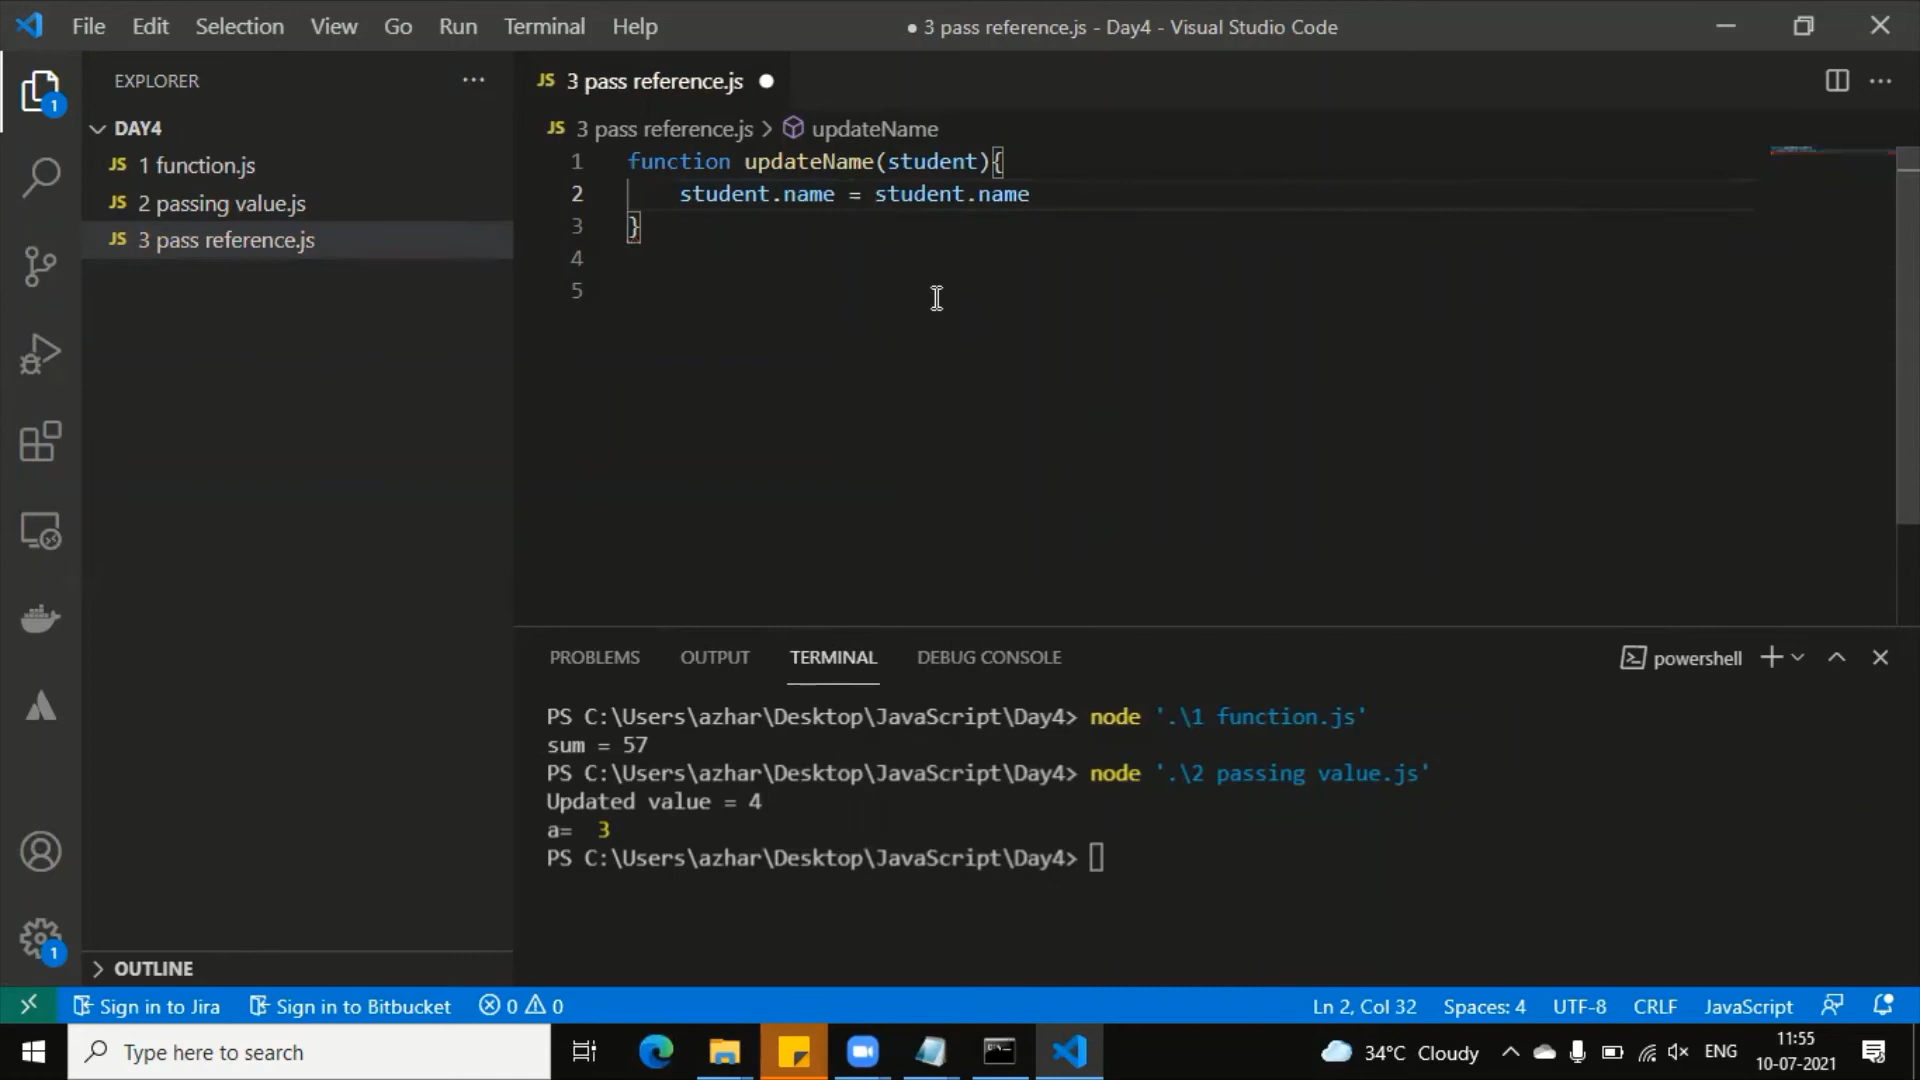 File Edit Selection View Go Run Terminal Help ● 3 pass reference.js - Day4 - Visual Studio Code
EXPLORER ···
JS 3 pass reference.js ●
DAY4
JS 3 pass reference.js > updateName
JS 1 function.js
JS 2 passing value.js
JS 3 pass reference.js
1 function updateName(student){
2 student.name = student.name
3 }
4
5
PROBLEMS OUTPUT TERMINAL DEBUG CONSOLE powershell
PS C:\Users\azhar\Desktop\JavaScript\Day4> node '.\1 function.js'
sum = 57
PS C:\Users\azhar\Desktop\JavaScript\Day4> node '.\2 passing value.js'
Updated value = 4
a= 3
PS C:\Users\azhar\Desktop\JavaScript\Day4>
1
1
OUTLINE
Sign in to Jira Sign in to Bitbucket 0 0 Ln 2, Col 32 Spaces: 4 UTF-8 CRLF JavaScript
Type here to search 34°C Cloudy ENG 11:55
10-07-2021